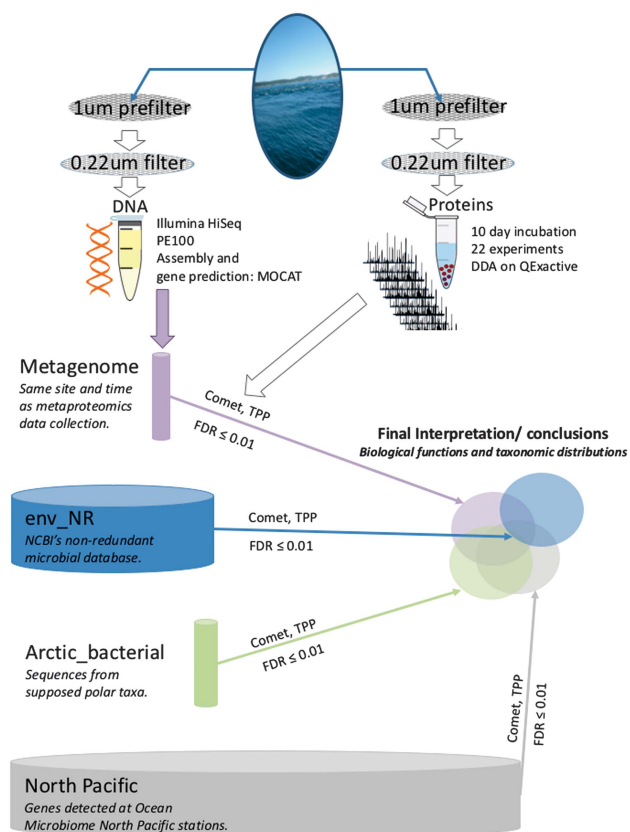 1um prefilter
1um prefilter
0.22um filter
0.22um filter
DNA
Illumina HiSeq
PE100
Assembly and
gene prediction: MOCAT
Proteins
10 day incubation
22 experiments
DDA on QExactive
Metagenome
Same site and time
as metaproteomics
data collection.
Comet, TPP
FDR ≤ 0.01
Final Interpretation/ conclusions
Biological functions and taxonomic distributions
env_NR
NCBI's non-redundant
microbial database.
Comet, TPP
FDR ≤ 0.01
Arctic_bacterial
Sequences from
supposed polar taxa.
Comet, TPP
FDR ≤ 0.01
North Pacific
Genes detected at Ocean
Microbiome North Pacific stations.
Comet, TPP
FDR ≤ 0.01